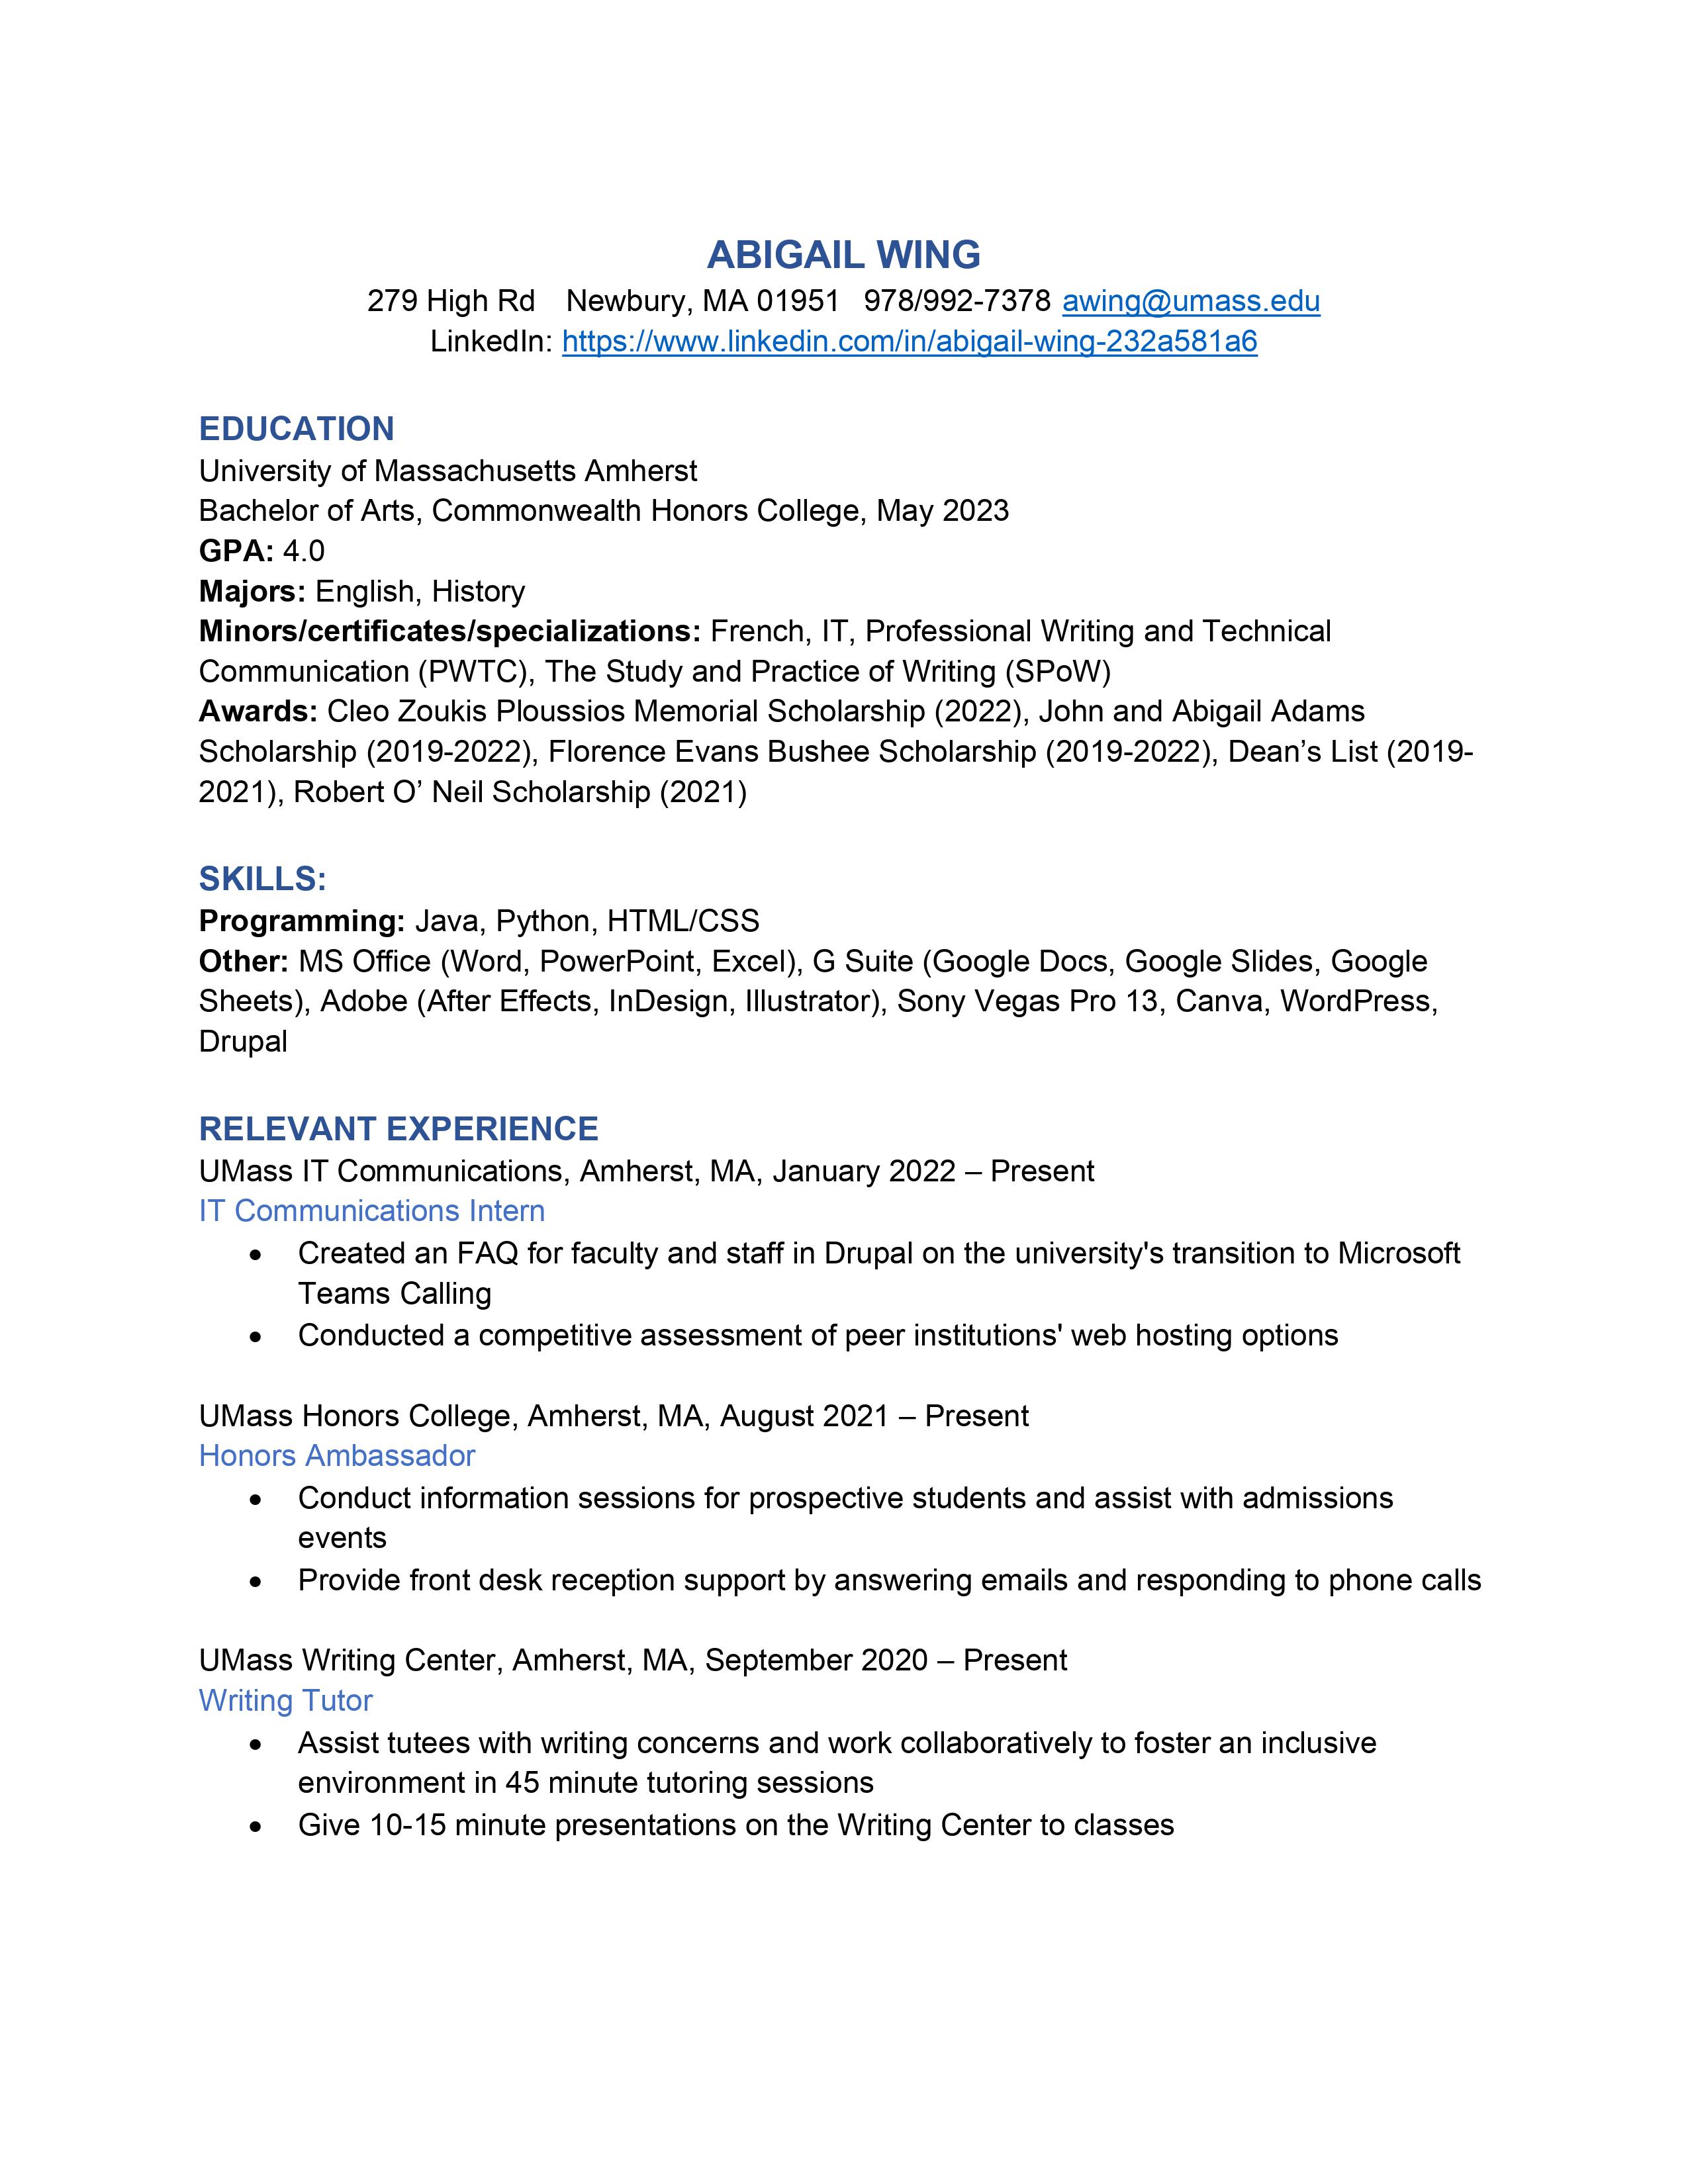 ABIGAIL WING
279 High Rd Newbury, MA 01951 978/992-7378 awing@umass.edu
LinkedIn: https://www.linkedin.com/in/abigail-wing-232a581a6
EDUCATION
University of Massachusetts Amherst
Bachelor of Arts, Commonwealth Honors College, May 2023
GPA: 4.0
Majors: English, History
Minors/certificates/specializations: French, IT, Professional Writing and Technical
Communication (PWTC), The Study and Practice of Writing (SPoW)
Awards: Cleo Zoukis Ploussios Memorial Scholarship (2022), John and Abigail Adams
Scholarship (2019-2022), Florence Evans Bushee Scholarship (2019-2022), Dean’s List (2019-
2021), Robert O’ Neil Scholarship (2021)
SKILLS:
Programming: Java, Python, HTML/CSS
Other: MS Office (Word, PowerPoint, Excel), G Suite (Google Docs, Google Slides, Google
Sheets), Adobe (After Effects, InDesign, Illustrator), Sony Vegas Pro 13, Canva, WordPress,
Drupal
RELEVANT EXPERIENCE
UMass IT Communications, Amherst, MA, January 2022 – Present
IT Communications Intern
• Created an FAQ for faculty and staff in Drupal on the university's transition to Microsoft
Teams Calling
• Conducted a competitive assessment of peer institutions' web hosting options
UMass Honors College, Amherst, MA, August 2021 – Present
Honors Ambassador
• Conduct information sessions for prospective students and assist with admissions
events
• Provide front desk reception support by answering emails and responding to phone calls
UMass Writing Center, Amherst, MA, September 2020 – Present
Writing Tutor
• Assist tutees with writing concerns and work collaboratively to foster an inclusive
environment in 45 minute tutoring sessions
• Give 10-15 minute presentations on the Writing Center to classes